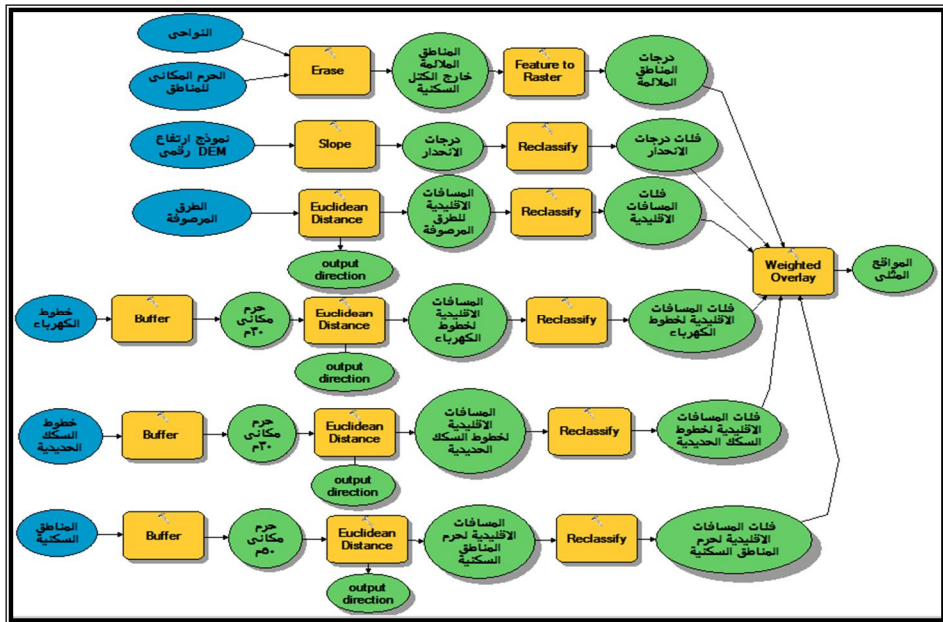 النواحى
الحرم المكانى
للمناطق
Erase
المناطق
الملائمة
خارج الكتل
السكنية
Feature to
Raster
درجات
المناطق
الملائمة
نموذج ارتفاع
رقمى DEM
Slope
درجات
الانحدار
Reclassify
فئات درجات
الانحدار
الطرق
المرصوفة
Euclidean
Distance
المسافات
الاقليدية
للطرق
المرصوفة
Reclassify
فئات
المسافات
الاقليدية
output
direction
Weighted
Overlay
المواقع
المثلى
خطوط
الكهرباء
Buffer
حرم
مكانى
٣٠م
Euclidean
Distance
المسافات
الاقليدية
لخطوط
الكهرباء
Reclassify
فئات المسافات
الاقليدية لخطوط
الكهرباء
output
direction
خطوط
السكك
الحديدية
Buffer
حرم
مكانى
٣٠م
Euclidean
Distance
المسافات
الاقليدية
لخطوط السكك
الحديدية
Reclassify
فئات المسافات
الاقليدية لخطوط
السكك الحديدية
output
direction
المناطق
السكنية
Buffer
حرم
مكانى
٥٠م
Euclidean
Distance
المسافات
الاقليدية لحرم
المناطق
السكنية
Reclassify
فئات المسافات
الاقليدية لحرم
المناطق السكنية
output
direction